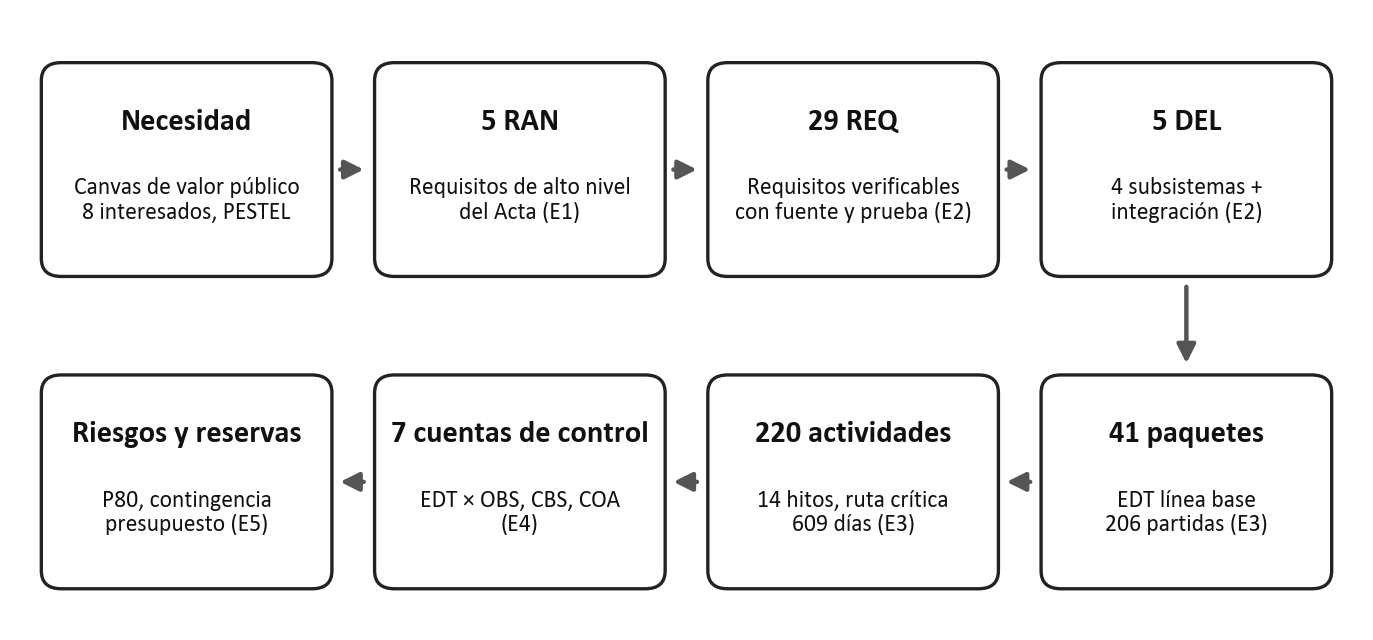 Necesidad
Canvas de valor público
8 interesados, PESTEL
5 RAN
Requisitos de alto nivel
del Acta (E1)
29 REQ
Requisitos verificables
con fuente y prueba (E2)
5 DEL
4 subsistemas +
integración (E2)
41 paquetes
EDT línea base
206 partidas (E3)
220 actividades
14 hitos, ruta crítica
609 días (E3)
7 cuentas de control
EDT × OBS, CBS, COA
(E4)
Riesgos y reservas
P80, contingencia
presupuesto (E5)